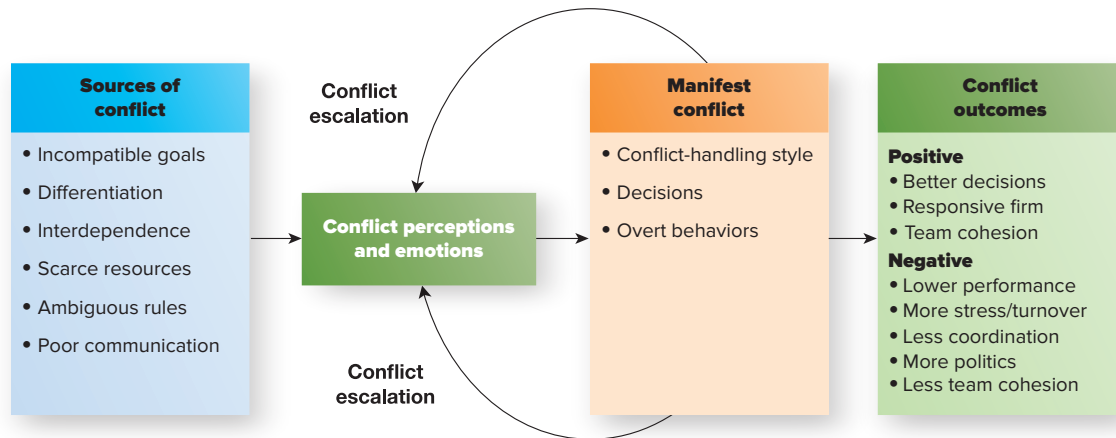 Sources of
conflict
• Incompatible goals
• Differentiation
• Interdependence
• Scarce resources
• Ambiguous rules
• Poor communication
Conflict
escalation
Conflict perceptions
and emotions
Conflict
escalation
Manifest
conflict
• Conflict-handling style
• Decisions
• Overt behaviors
Conflict
outcomes
Positive
• Better decisions
• Responsive firm
• Team cohesion
Negative
• Lower performance
• More stress/turnover
• Less coordination
• More politics
• Less team cohesion